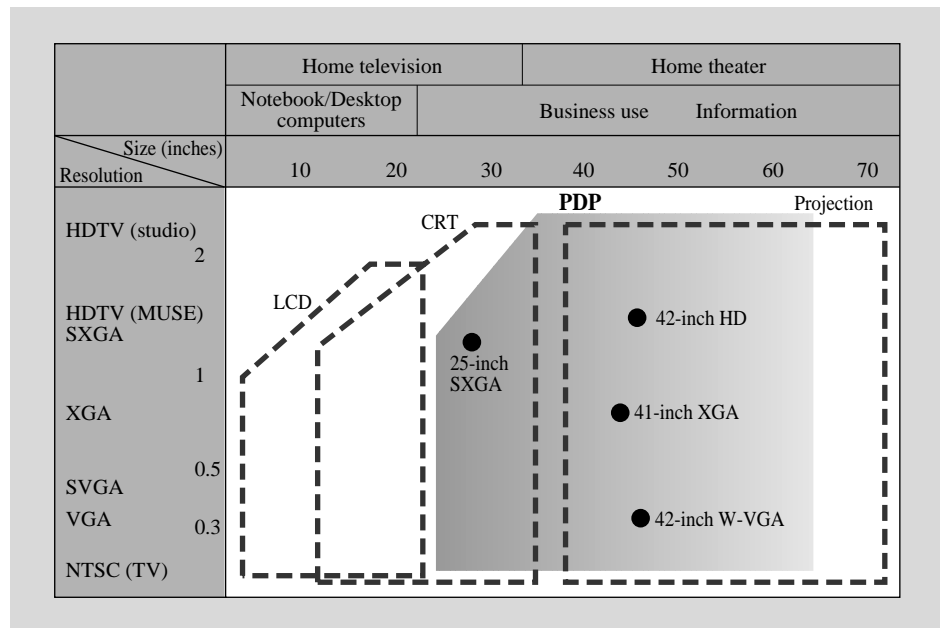 Home television Home theater
Notebook/Desktop
computers
Business use Information
Size (inches)
Resolution
10 20 30 40 50 60 70
PDP Projection
CRT
HDTV (studio)
2
LCD
HDTV (MUSE)
SXGA
42-inch HD
25-inch
SXGA
1
XGA
41-inch XGA
0.5
SVGA
VGA 0.3
42-inch W-VGA
NTSC (TV)